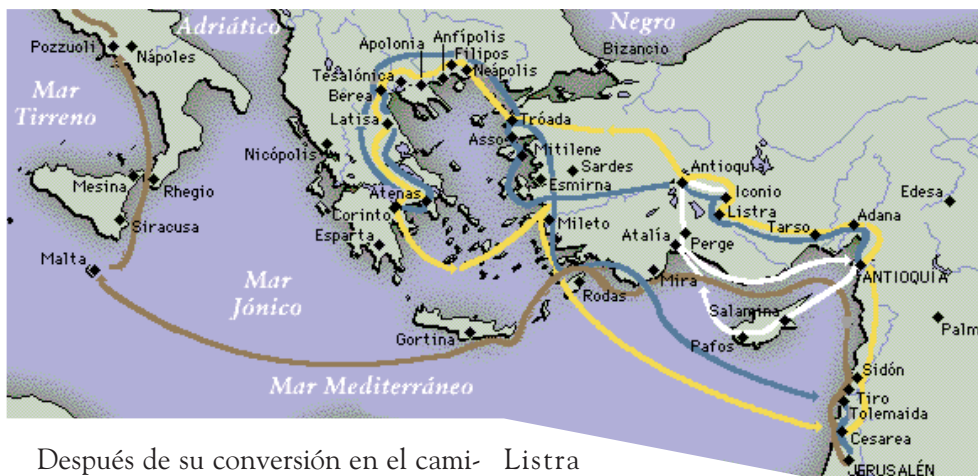 Adriático
Negro
Pozzuoli
Nápoles
Apolonia
Anfípolis
Filipos
Neápolis
Bizancio
Tesalónica
Mar
Tirreno
Berea
Latisa
Tróada
Asso
Mitilene
Nicópolis
Sardes
Antioquia
Mesina
Rhegio
Esmirna
Iconio
Edesa
Atenas
Listra
Siracusa
Corinto
Mileto
Tarso
Adana
Esparta
Atalía
Perge
Malta
Mar
Jónico
Rodas
Mira
ANTIOQUIA
Salamina
Gortina
Pafos
Palm
Mar Mediterráneo
Sidón
Tiro
Tolemaida
Cesarea
JERUSALÉN
Después de su conversión en el cami- Listra